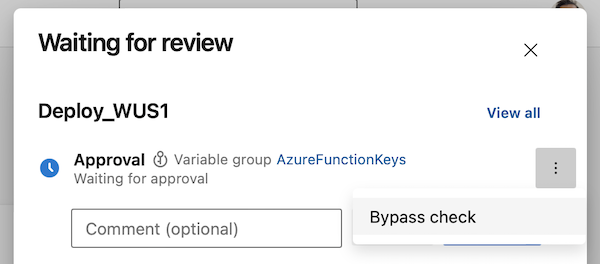 Waiting for review
Deploy_WUS1
View all
Approval Variable group AzureFunctionKeys
Waiting for approval
Bypass check
Comment (optional)